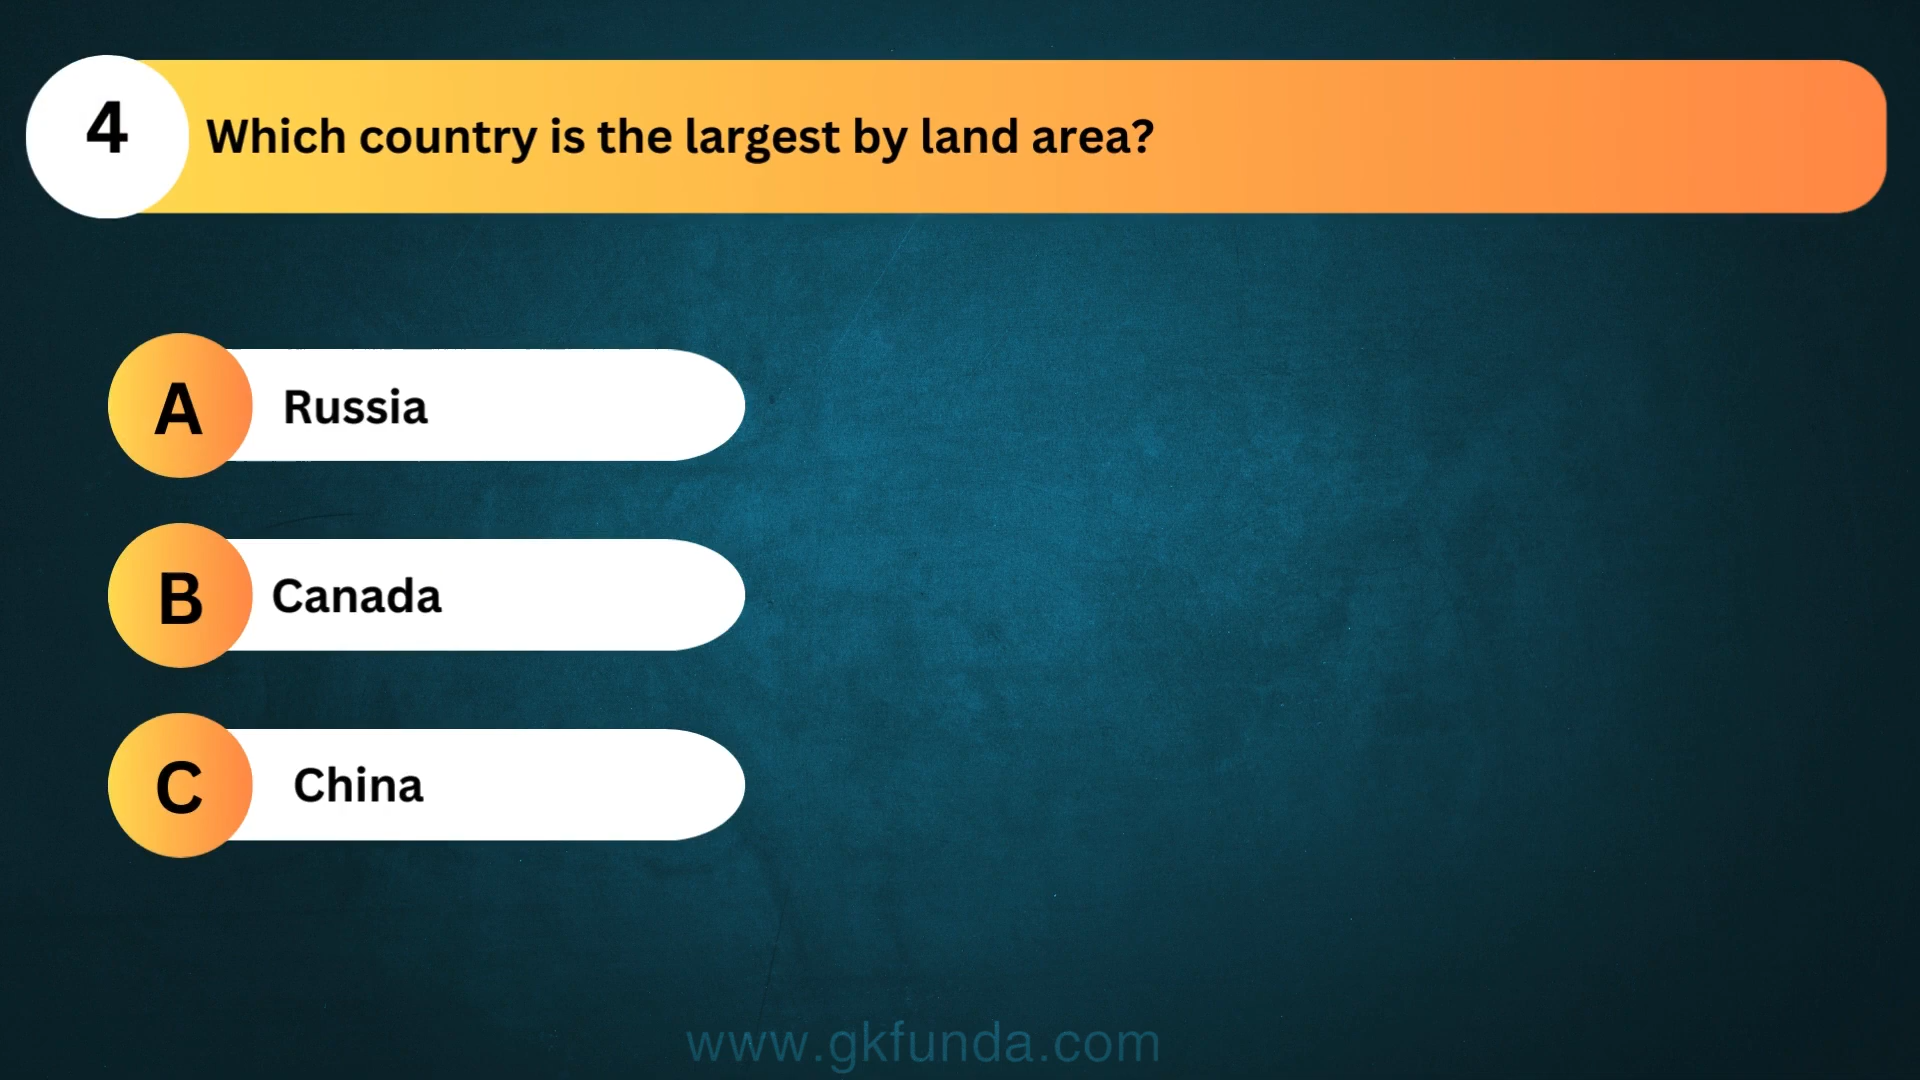 4
Which country is the largest by land area?
A
Russia
B
Canada
C
China
www.gkfunda.com